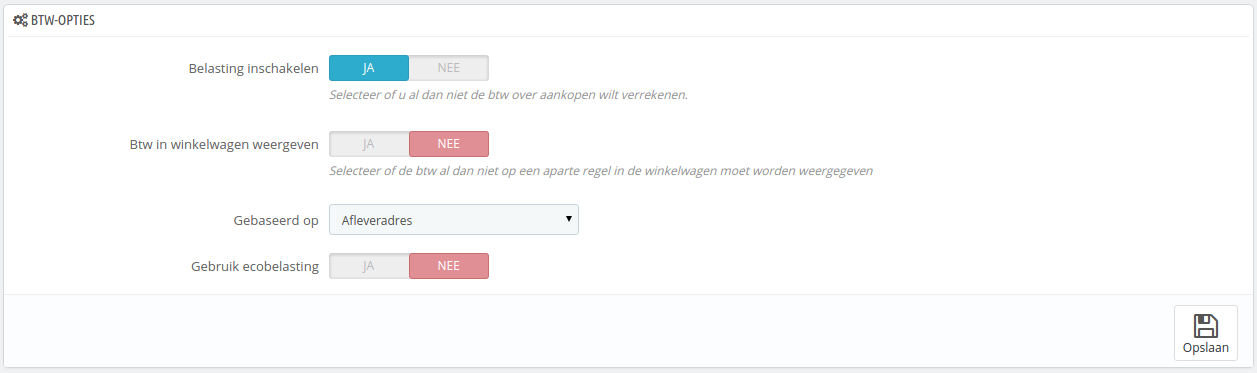 BTW-OPTIES
Belasting inschakelen JA NEE
Selecteer of u al dan niet de btw over aankopen wilt verrekenen.
Btw in winkelwagen weergeven JA NEE
Selecteer of de btw al dan niet op een aparte regel in de winkelwagen moet worden weergegeven
Gebaseerd op Afleveradres
Gebruik ecobelasting JA NEE
Opslaan